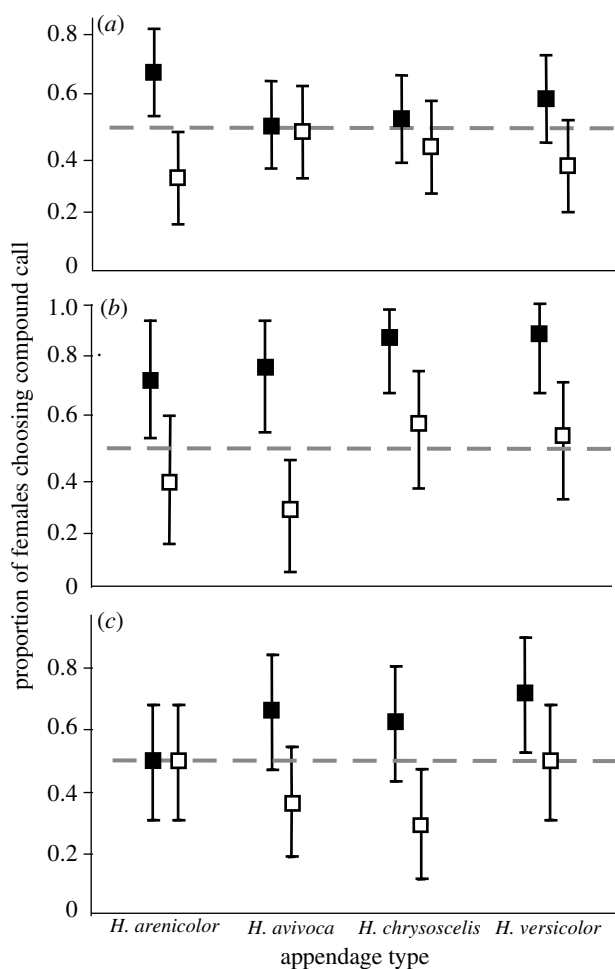 (a)
0.8
0.6
0.4
0.2
0
(b)
1.0
0.8
0.6
0.4
0.2
0
(c)
0.8
0.6
0.4
0.2
0
proportion of females choosing compound call
H. arenicolor H. avivoca H. chrysoscelis H. versicolor
appendage type